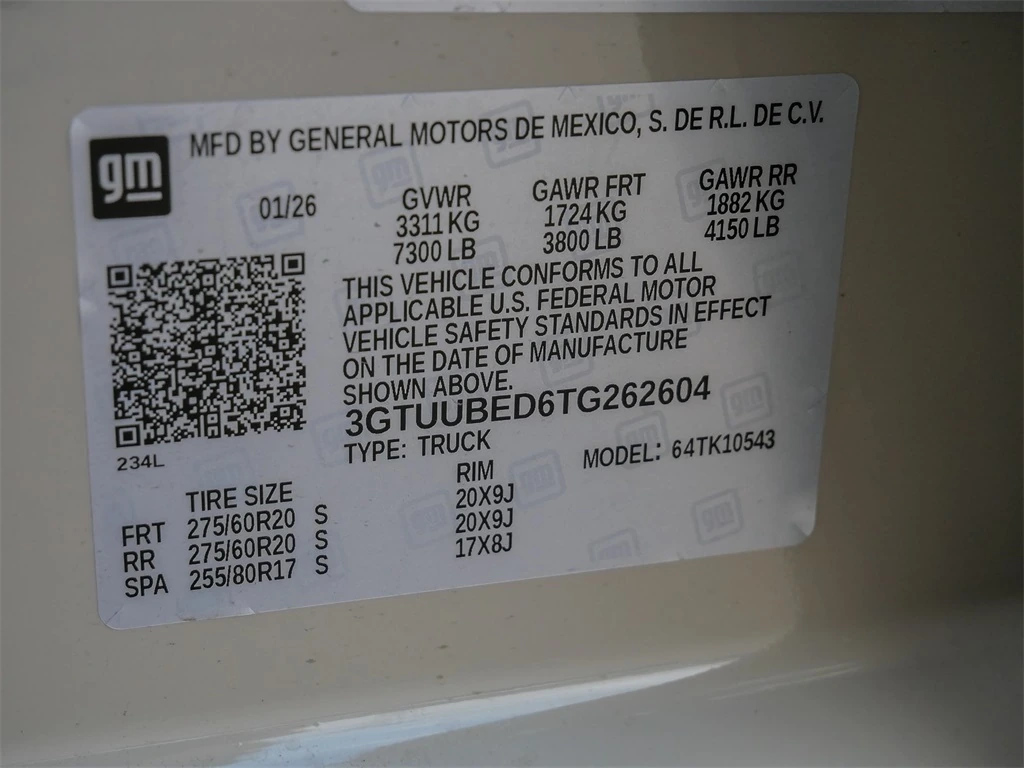 MFD BY GENERAL MOTORS DE MEXICO, S. DE R.L. DE C.V.
gm
01/26 GVWR GAWR FRT GAWR RR
3311 KG 1724 KG 1882 KG
7300 LB 3800 LB 4150 LB
THIS VEHICLE CONFORMS TO ALL
APPLICABLE U.S. FEDERAL MOTOR
VEHICLE SAFETY STANDARDS IN EFFECT
ON THE DATE OF MANUFACTURE
SHOWN ABOVE.
3GTUUBED6TG262604
TYPE: TRUCK MODEL: 64TK10543
234L
TIRE SIZE RIM
FRT 275/60R20 S 20X9J
RR 275/60R20 S 20X9J
SPA 255/80R17 S 17X8J